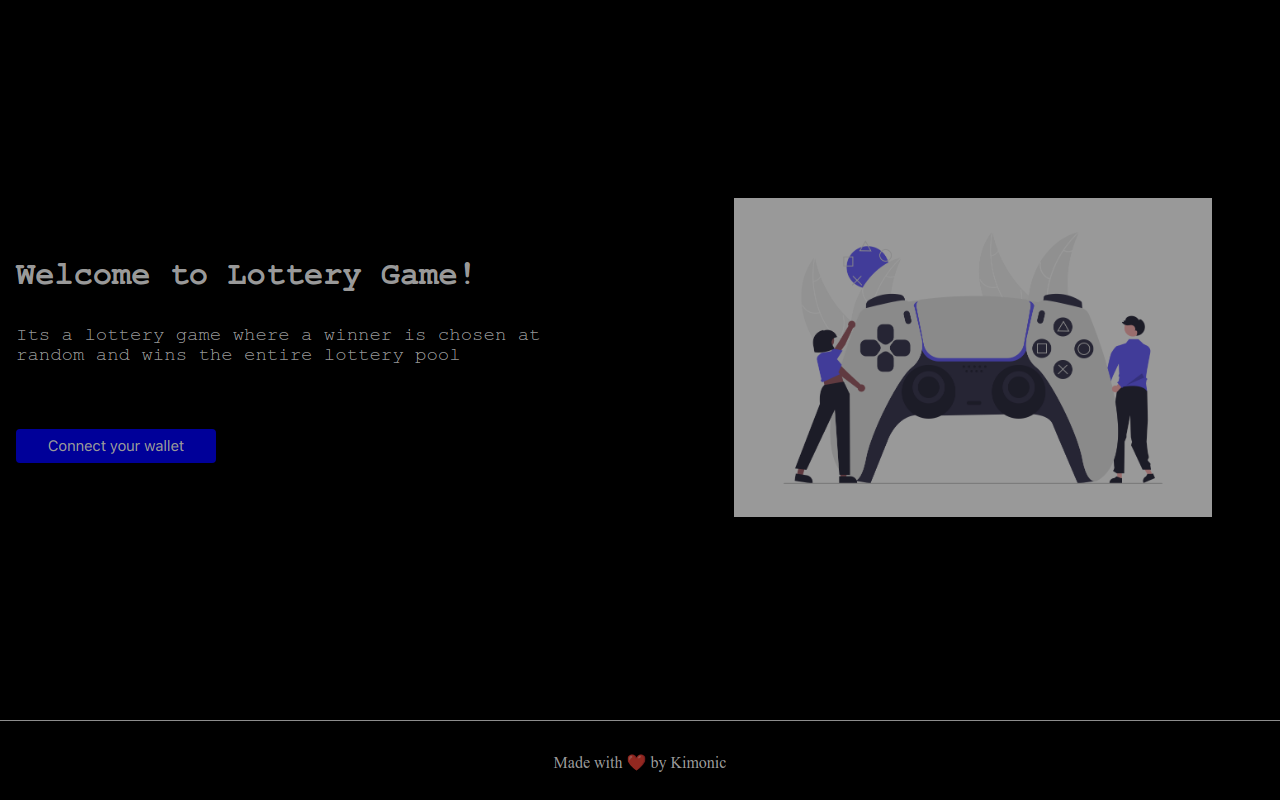 Welcome to Lottery Game!
Its a lottery game where a winner is chosen at
random and wins the entire lottery pool
Connect your wallet
Made with ❤️ by Kimonic